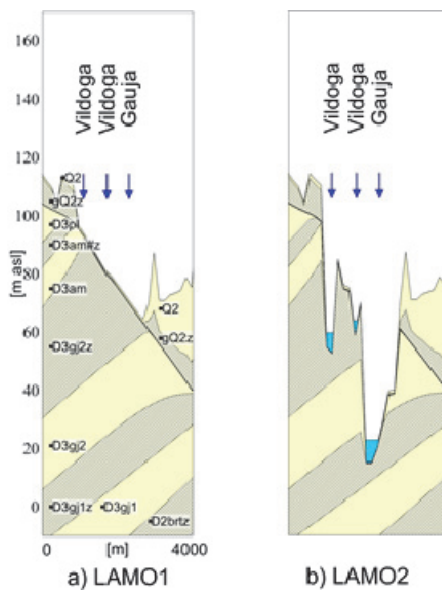 160
140
120
100
80
60
40
20
0
[m asl]
Vildoga
Vildoga
Gauja
Q2
gQ2z
D3pl
D3am#z
D3am
D3gj2z
D3gj2
D3gj1z
D3gj1
D2brtz
Q2
gQ2z
0
[m]
4000
a) LAMO1
Vildoga
Vildoga
Gauja
b) LAMO2